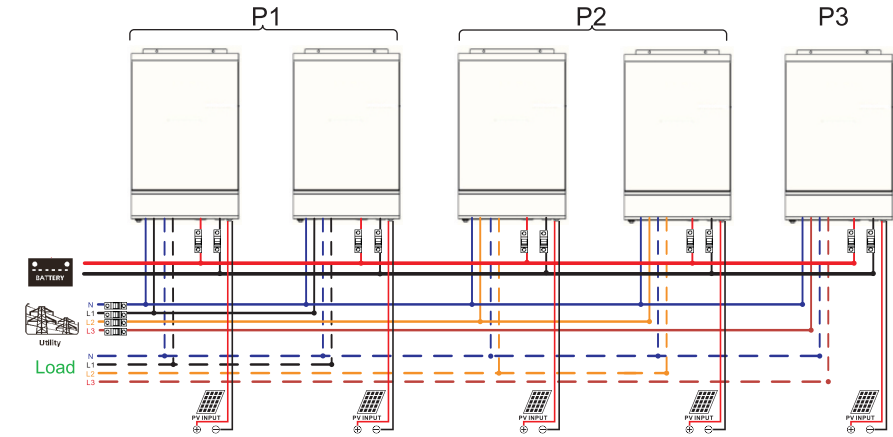 P1 P2 P3
BATTERY
N
L1
L2
L3
Utility
Load
N
L1
L2
L3
PV INPUT PV INPUT PV INPUT PV INPUT PV INPUT